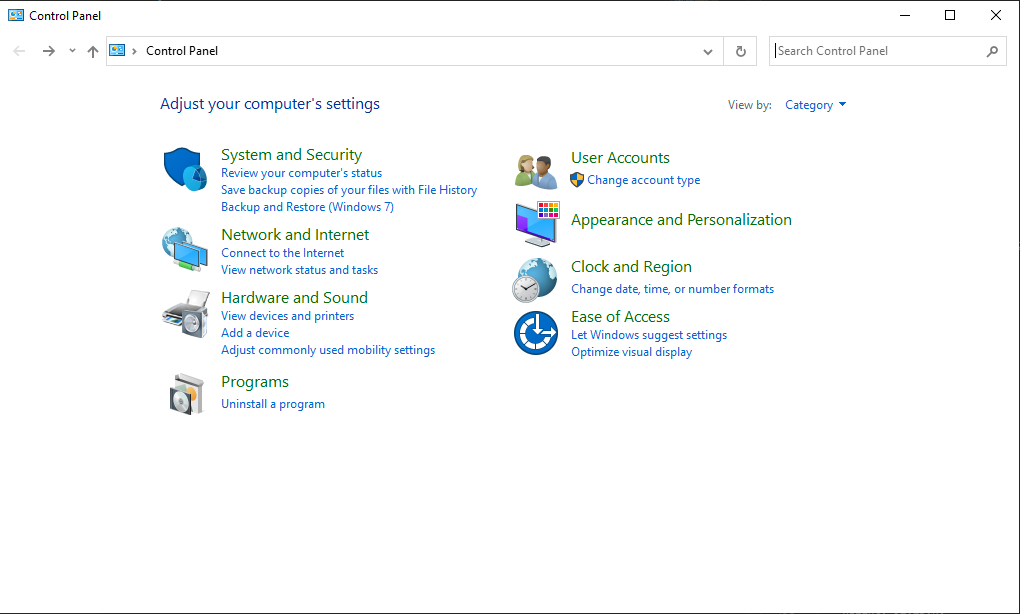 Control Panel
Control Panel
Search Control Panel
Adjust your computer's settings
View by: Category
System and Security
Review your computer's status
Save backup copies of your files with File History
Backup and Restore (Windows 7)
Network and Internet
Connect to the Internet
View network status and tasks
Hardware and Sound
View devices and printers
Add a device
Adjust commonly used mobility settings
Programs
Uninstall a program
User Accounts
Change account type
Appearance and Personalization
Clock and Region
Change date, time, or number formats
Ease of Access
Let Windows suggest settings
Optimize visual display